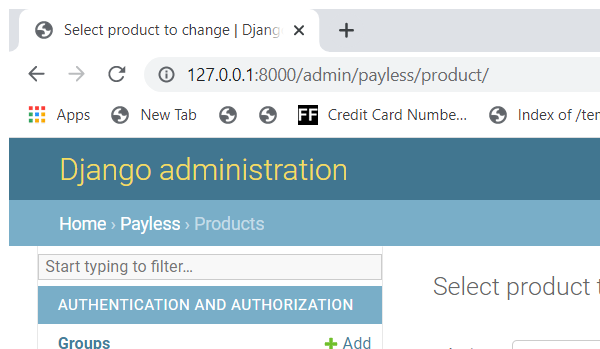 Select product to change | Djang
127.0.0.1:8000/admin/payless/product/
Apps New Tab FF Credit Card Numbe... Index of /ter
Django administration
Home › Payless › Products
Start typing to filter...
Select product t
AUTHENTICATION AND AUTHORIZATION
Groups Add